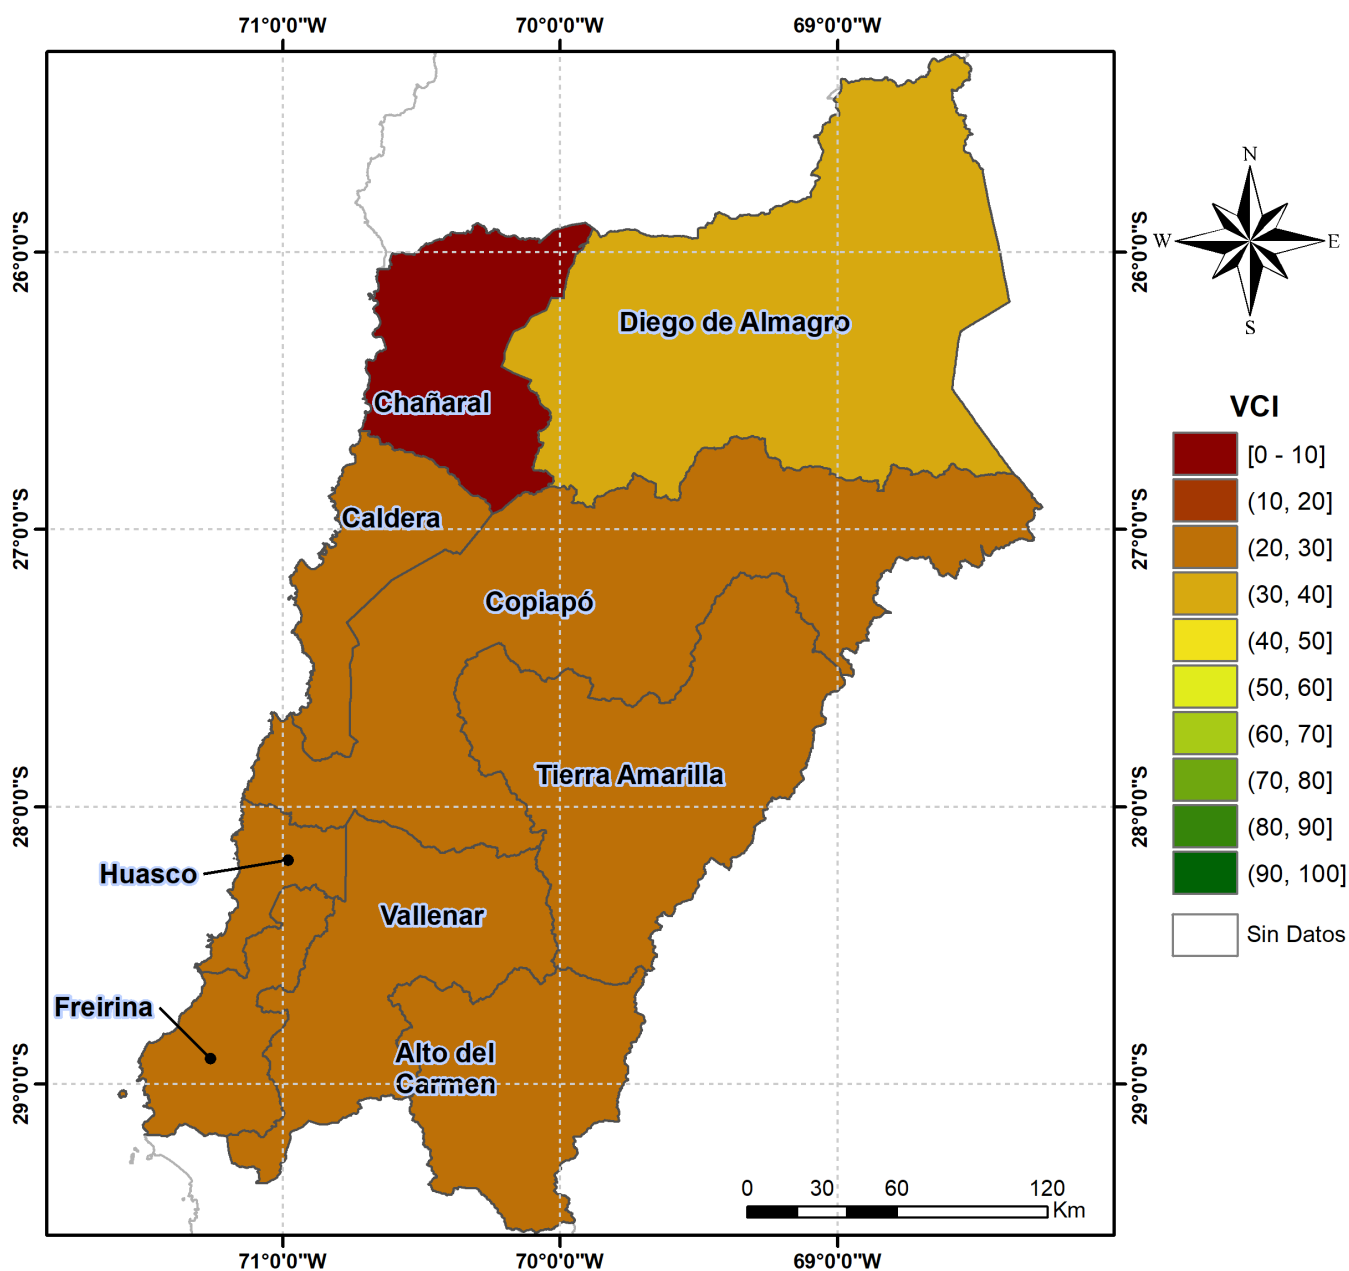 71°0'0"W 70°0'0"W 69°0'0"W
N
W E
S
26°0'0"S 26°0'0"S
Diego de Almagro
Chañaral
VCI
[0 - 10]
(10, 20]
(20, 30]
(30, 40]
(40, 50]
(50, 60]
(60, 70]
(70, 80]
(80, 90]
(90, 100]
Sin Datos
Caldera
27°0'0"S 27°0'0"S
Copiapó
Tierra Amarilla
28°0'0"S 28°0'0"S
Huasco
Vallenar
Freirina
Alto del
Carmen
29°0'0"S 29°0'0"S
0 30 60 120
Km
71°0'0"W 70°0'0"W 69°0'0"W